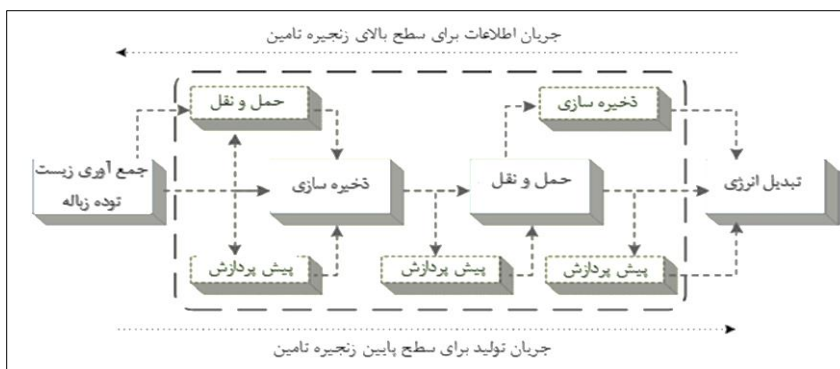 جریان اطلاعات برای سطح بالای زنجیره تامین
حمل و نقل
ذخیره سازی
جمع آوری زیست
توده زباله
ذخیره سازی
حمل و نقل
تبدیل انرژی
پیش پردازش
پیش پردازش
پیش پردازش
جریان تولید برای سطح پایین زنجیره تامین